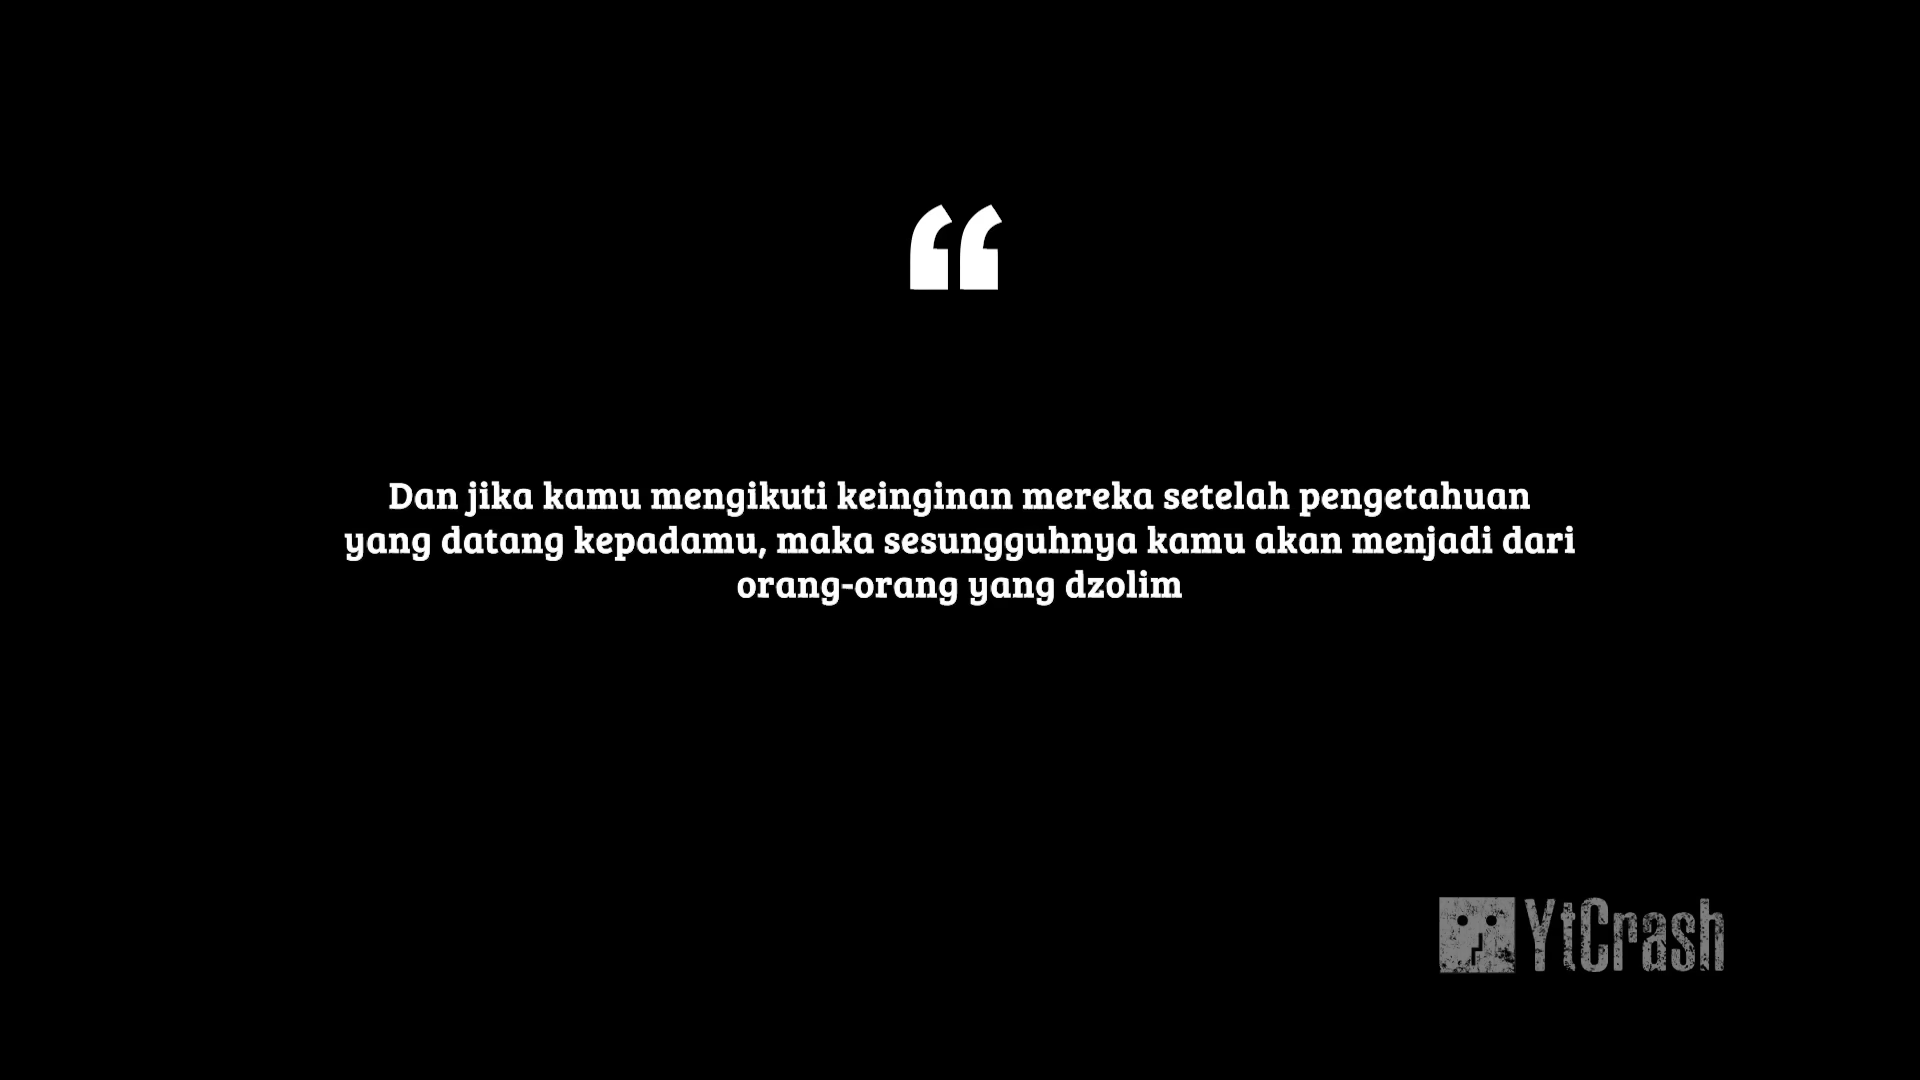 “
Dan jika kamu mengikuti keinginan mereka setelah pengetahuan
yang datang kepadamu, maka sesungguhnya kamu akan menjadi dari
orang-orang yang dzolim
YtCrash